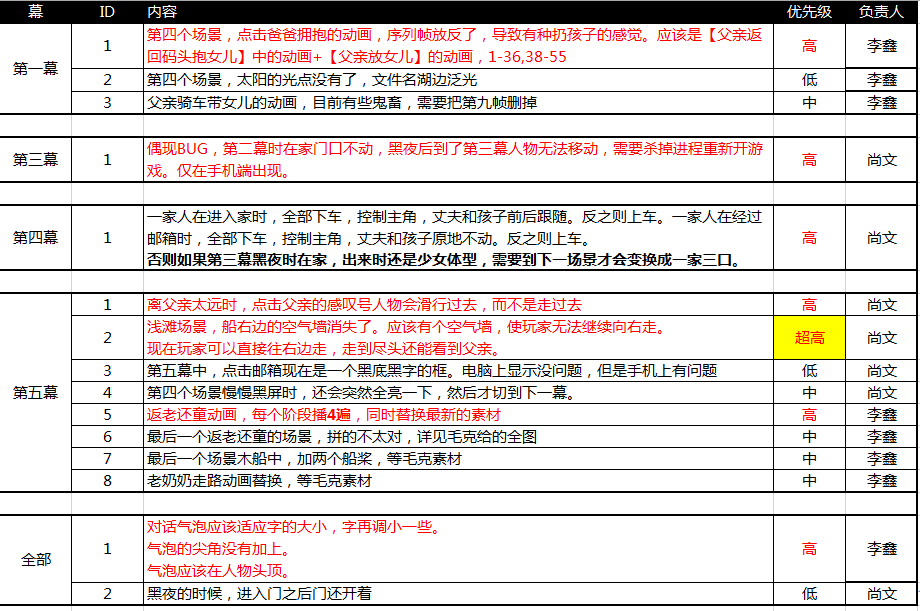 幕 ID 内容 优先级 负责人
第一幕
1 第四个场景，点击爸爸拥抱的动画，序列帧放反了，导致有种扔孩子的感觉。应该是【父亲返
回码头抱女儿】中的动画+【父亲放女儿】的动画，1-36,38-55 高 李鑫
2 第四个场景，太阳的光点没有了，文件名湖边泛光 低 李鑫
3 父亲骑车带女儿的动画，目前有些鬼畜，需要把第九帧删掉 中 李鑫
第三幕
1 偶现BUG，第二幕时在家门口不动，黑夜后到了第三幕人物无法移动，需要杀掉进程重新开游
戏。仅在手机端出现。 高 尚文
第四幕
1 一家人在进入家时，全部下车，控制主角，丈夫和孩子前后跟随。反之则上车。一家人在经过
邮箱时，全部下车，控制主角，丈夫和孩子原地不动。反之则上车。
否则如果第三幕黑夜时在家，出来时还是少女体型，需要到下一场景才会变换成一家三口。 高 尚文
第五幕
1 离父亲太远时，点击父亲的感叹号人物会滑行过去，而不是走过去 高 尚文
2 浅滩场景，船右边的空气墙消失了。应该有个空气墙，使玩家无法继续向右走。
现在玩家可以直接往右边走，走到尽头还能看到父亲。 超高 尚文
3 第五幕中，点击邮箱现在是一个黑底黑字的框。电脑上显示没问题，但是手机上有问题 低 尚文
4 第四个场景慢慢黑屏时，还会突然全亮一下，然后才切到下一幕。 中 尚文
5 返老还童动画，每个阶段播4遍，同时替换最新的素材 高 李鑫
6 最后一个返老还童的场景，拼的不太对，详见毛克给的全图 中 李鑫
7 最后一个场景木船中，加两个船桨，等毛克素材 中 李鑫
8 老奶奶走路动画替换，等毛克素材 中 李鑫
全部
1 对话气泡应该适应字的大小，字再调小一些。
气泡的尖角没有加上。
气泡应该在人物头顶。 高 李鑫
2 黑夜的时候，进入门之后门还开着 低 尚文